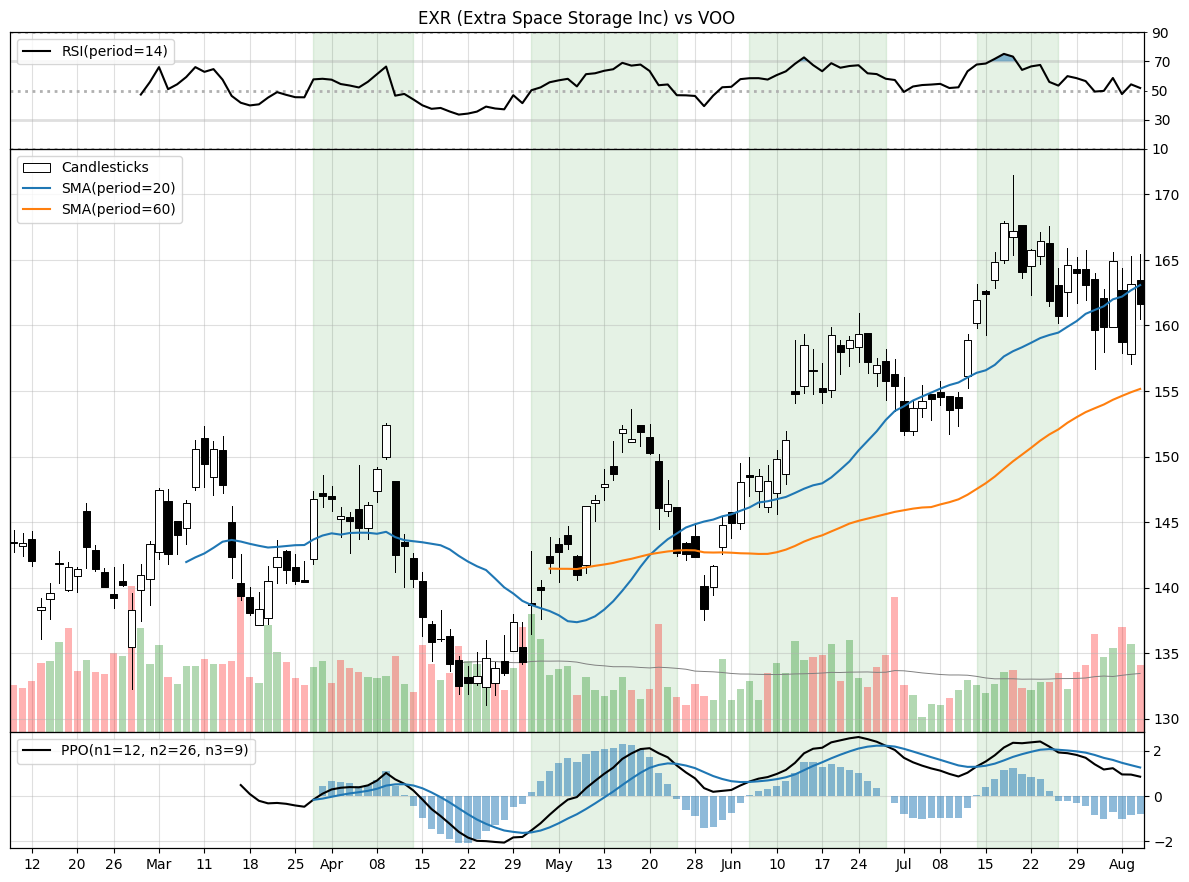 EXR (Extra Space Storage Inc) vs VOO
RSI(period=14)
90
70
50
30
10
Candlesticks
SMA(period=20)
SMA(period=60)
170
165
160
155
150
145
140
135
130
PPO(n1=12, n2=26, n3=9)
2
0
−2
12 20 26 Mar 11 18 25 Apr 08 15 22 29 May 13 20 28 Jun 10 17 24 Jul 08 15 22 29 Aug